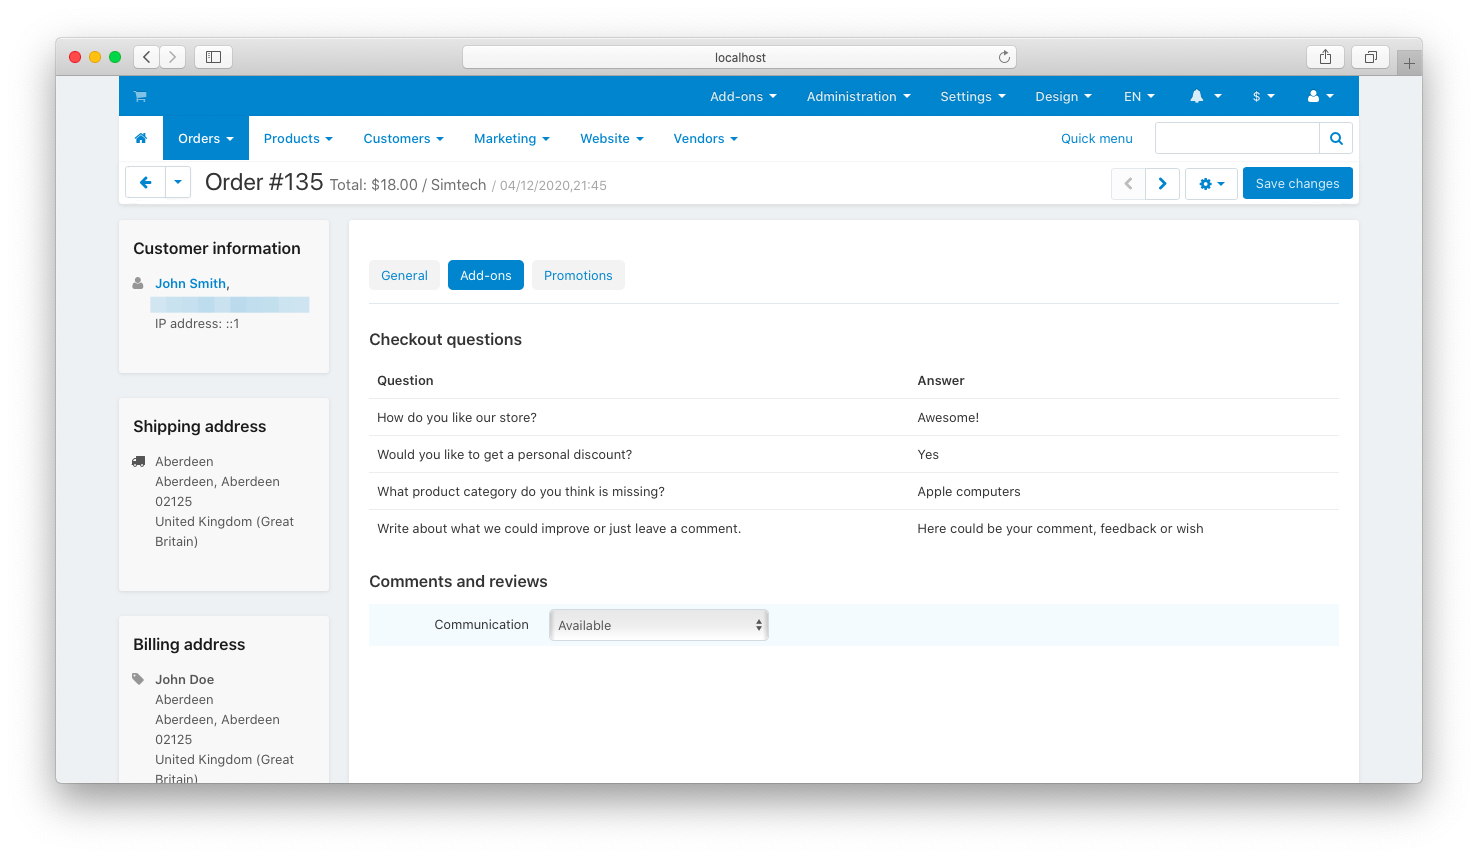 localhost
Add-ons Administration Settings Design EN $
Orders Products Customers Marketing Website Vendors Quick menu
Order #135 Total: $18.00 / Simtech / 04/12/2020,21:45 Save changes
Customer information
John Smith,
IP address: ::1
Shipping address
Aberdeen
Aberdeen, Aberdeen
02125
United Kingdom (Great
Britain)
Billing address
John Doe
Aberdeen
Aberdeen, Aberdeen
02125
United Kingdom (Great
Britain)
General Add-ons Promotions
Checkout questions
Question Answer
How do you like our store? Awesome!
Would you like to get a personal discount? Yes
What product category do you think is missing? Apple computers
Write about what we could improve or just leave a comment. Here could be your comment, feedback or wish
Comments and reviews
Communication Available